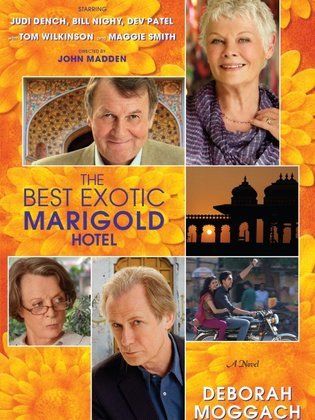 STARRING
JUDI DENCH, BILL NIGHY, DEV PATEL
TOM WILKINSON AND MAGGIE SMITH
DIRECTED BY
JOHN MADDEN
THE
BEST EXOTIC
MARIGOLD
HOTEL
A Novel
DEBORAH
MOGGACH